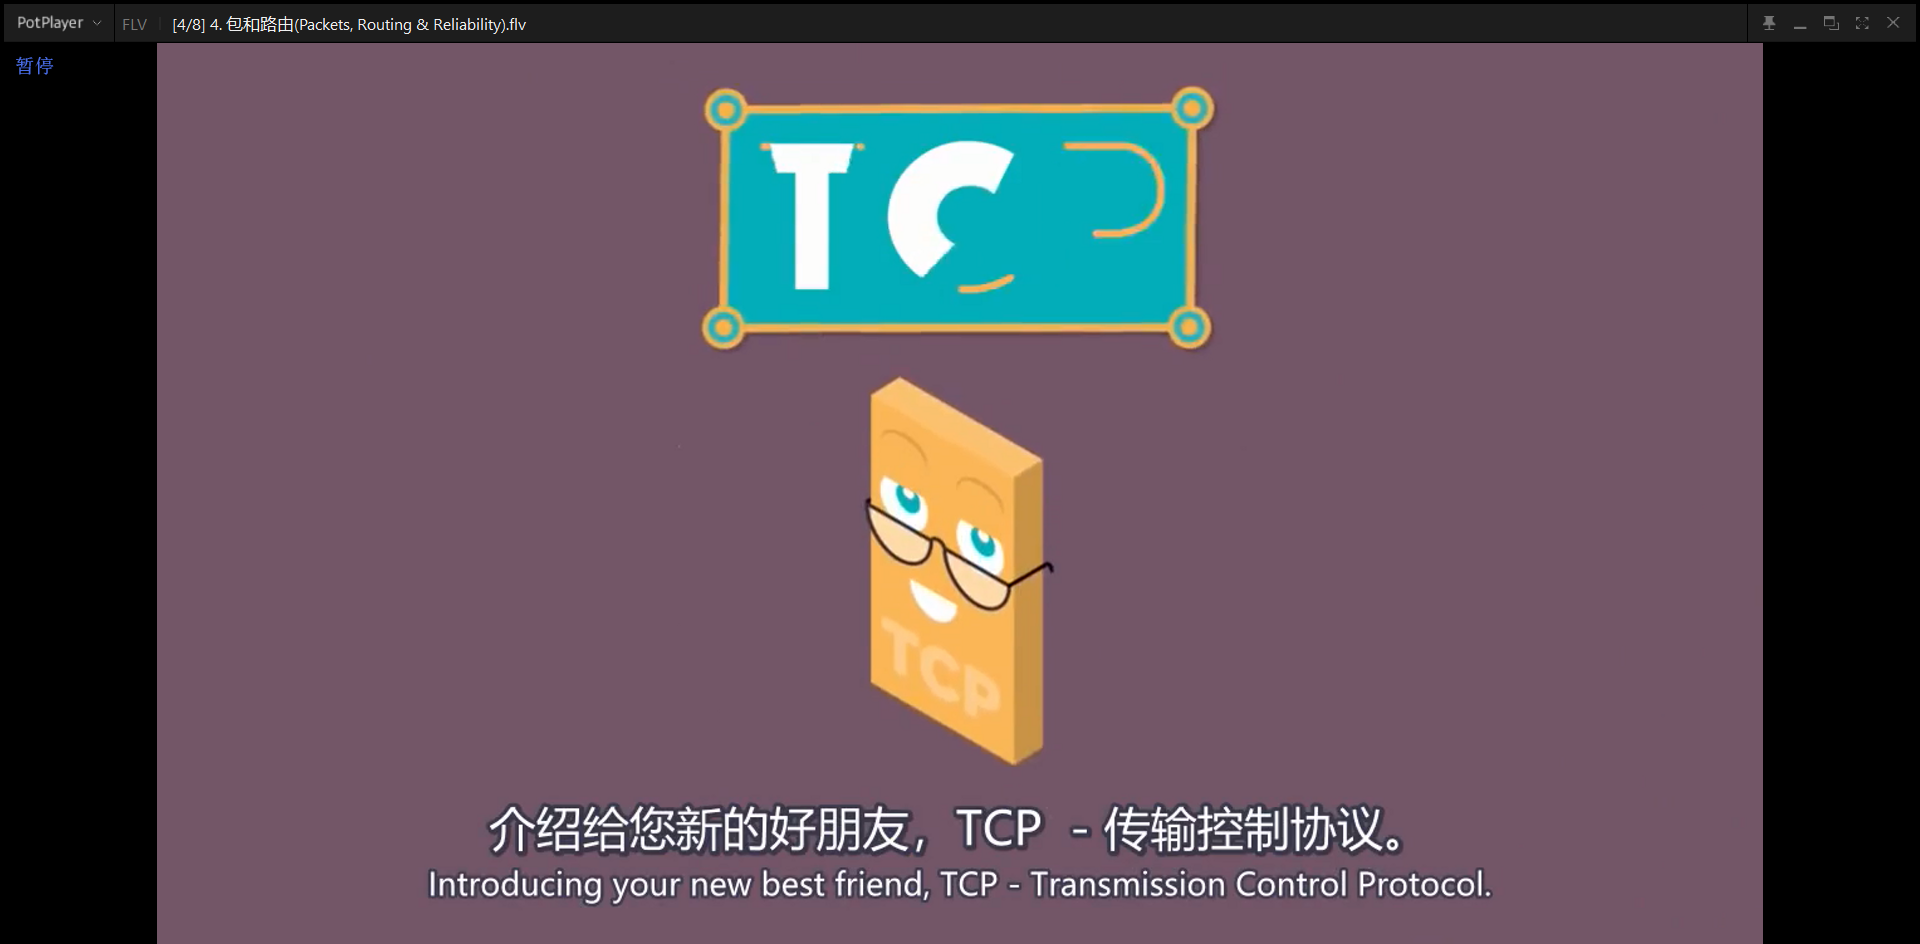 PotPlayer FLV [4/8] 4. 包和路由(Packets, Routing & Reliability).flv
暂停
TCP
TCP
介绍给您新的好朋友，TCP - 传输控制协议。
Introducing your new best friend, TCP - Transmission Control Protocol.